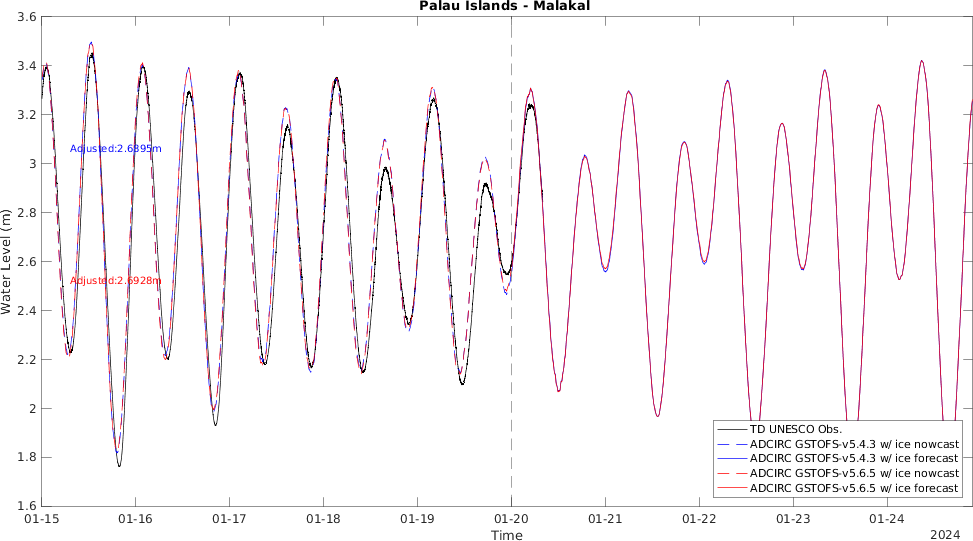 Palau Islands - Malakal
3.6
3.4
3.2
3
2.8
2.6
2.4
2.2
2
1.8
1.6
Water Level (m)
Adjusted:2.6895m
Adjusted:2.6928m
TD UNESCO Obs.
ADCIRC GSTOFS-v5.4.3 w/ ice nowcast
ADCIRC GSTOFS-v5.4.3 w/ ice forecast
ADCIRC GSTOFS-v5.6.5 w/ ice nowcast
ADCIRC GSTOFS-v5.6.5 w/ ice forecast
01-15 01-16 01-17 01-18 01-19 01-20 01-21 01-22 01-23 01-24
Time
2024